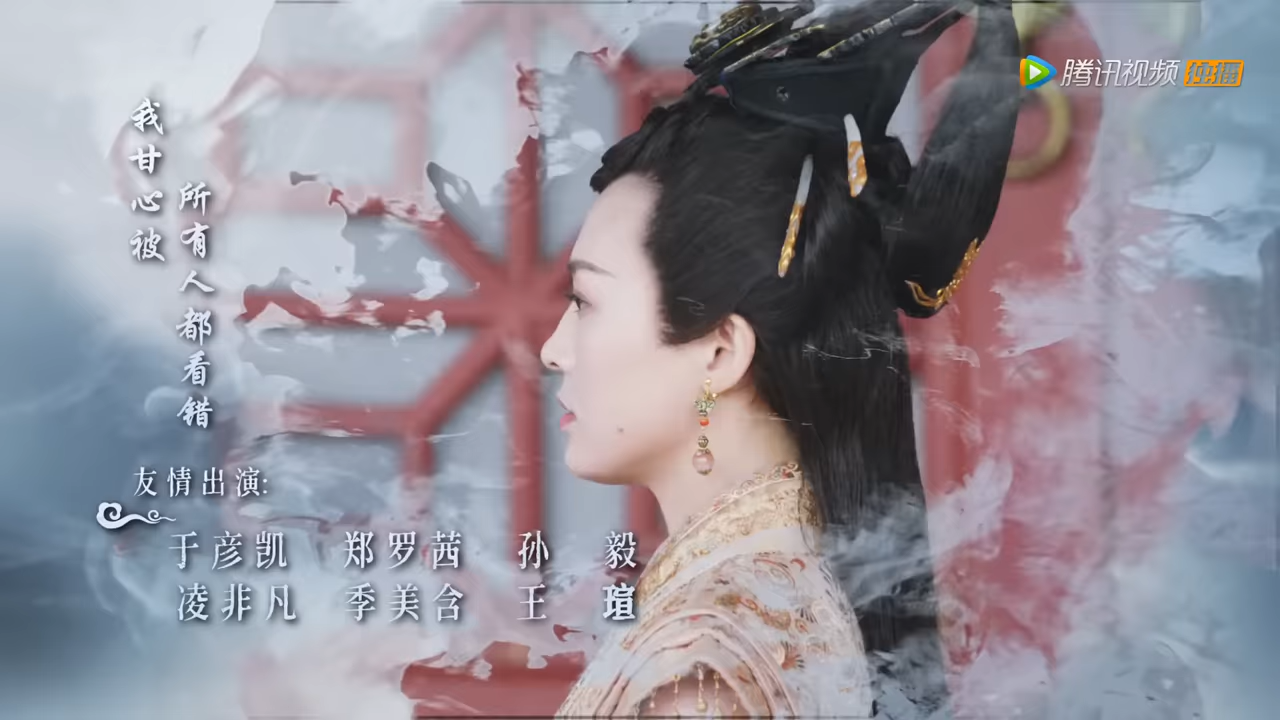 腾讯视频 独播
我甘心被
所有人都看错
友情出演:
于彦凯 郑罗茜 孙毅
凌非凡 季美含 王瑄